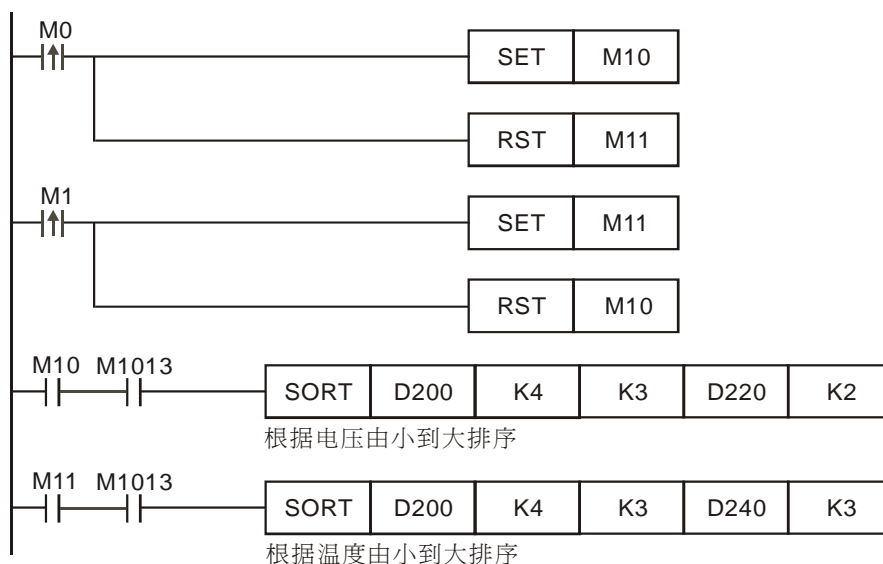 M0
SET M10
RST M11
M1
SET M11
RST M10
M10 M1013
SORT D200 K4 K3 D220 K2
根据电压由小到大排序
M11 M1013
SORT D200 K4 K3 D240 K3
根据温度由小到大排序